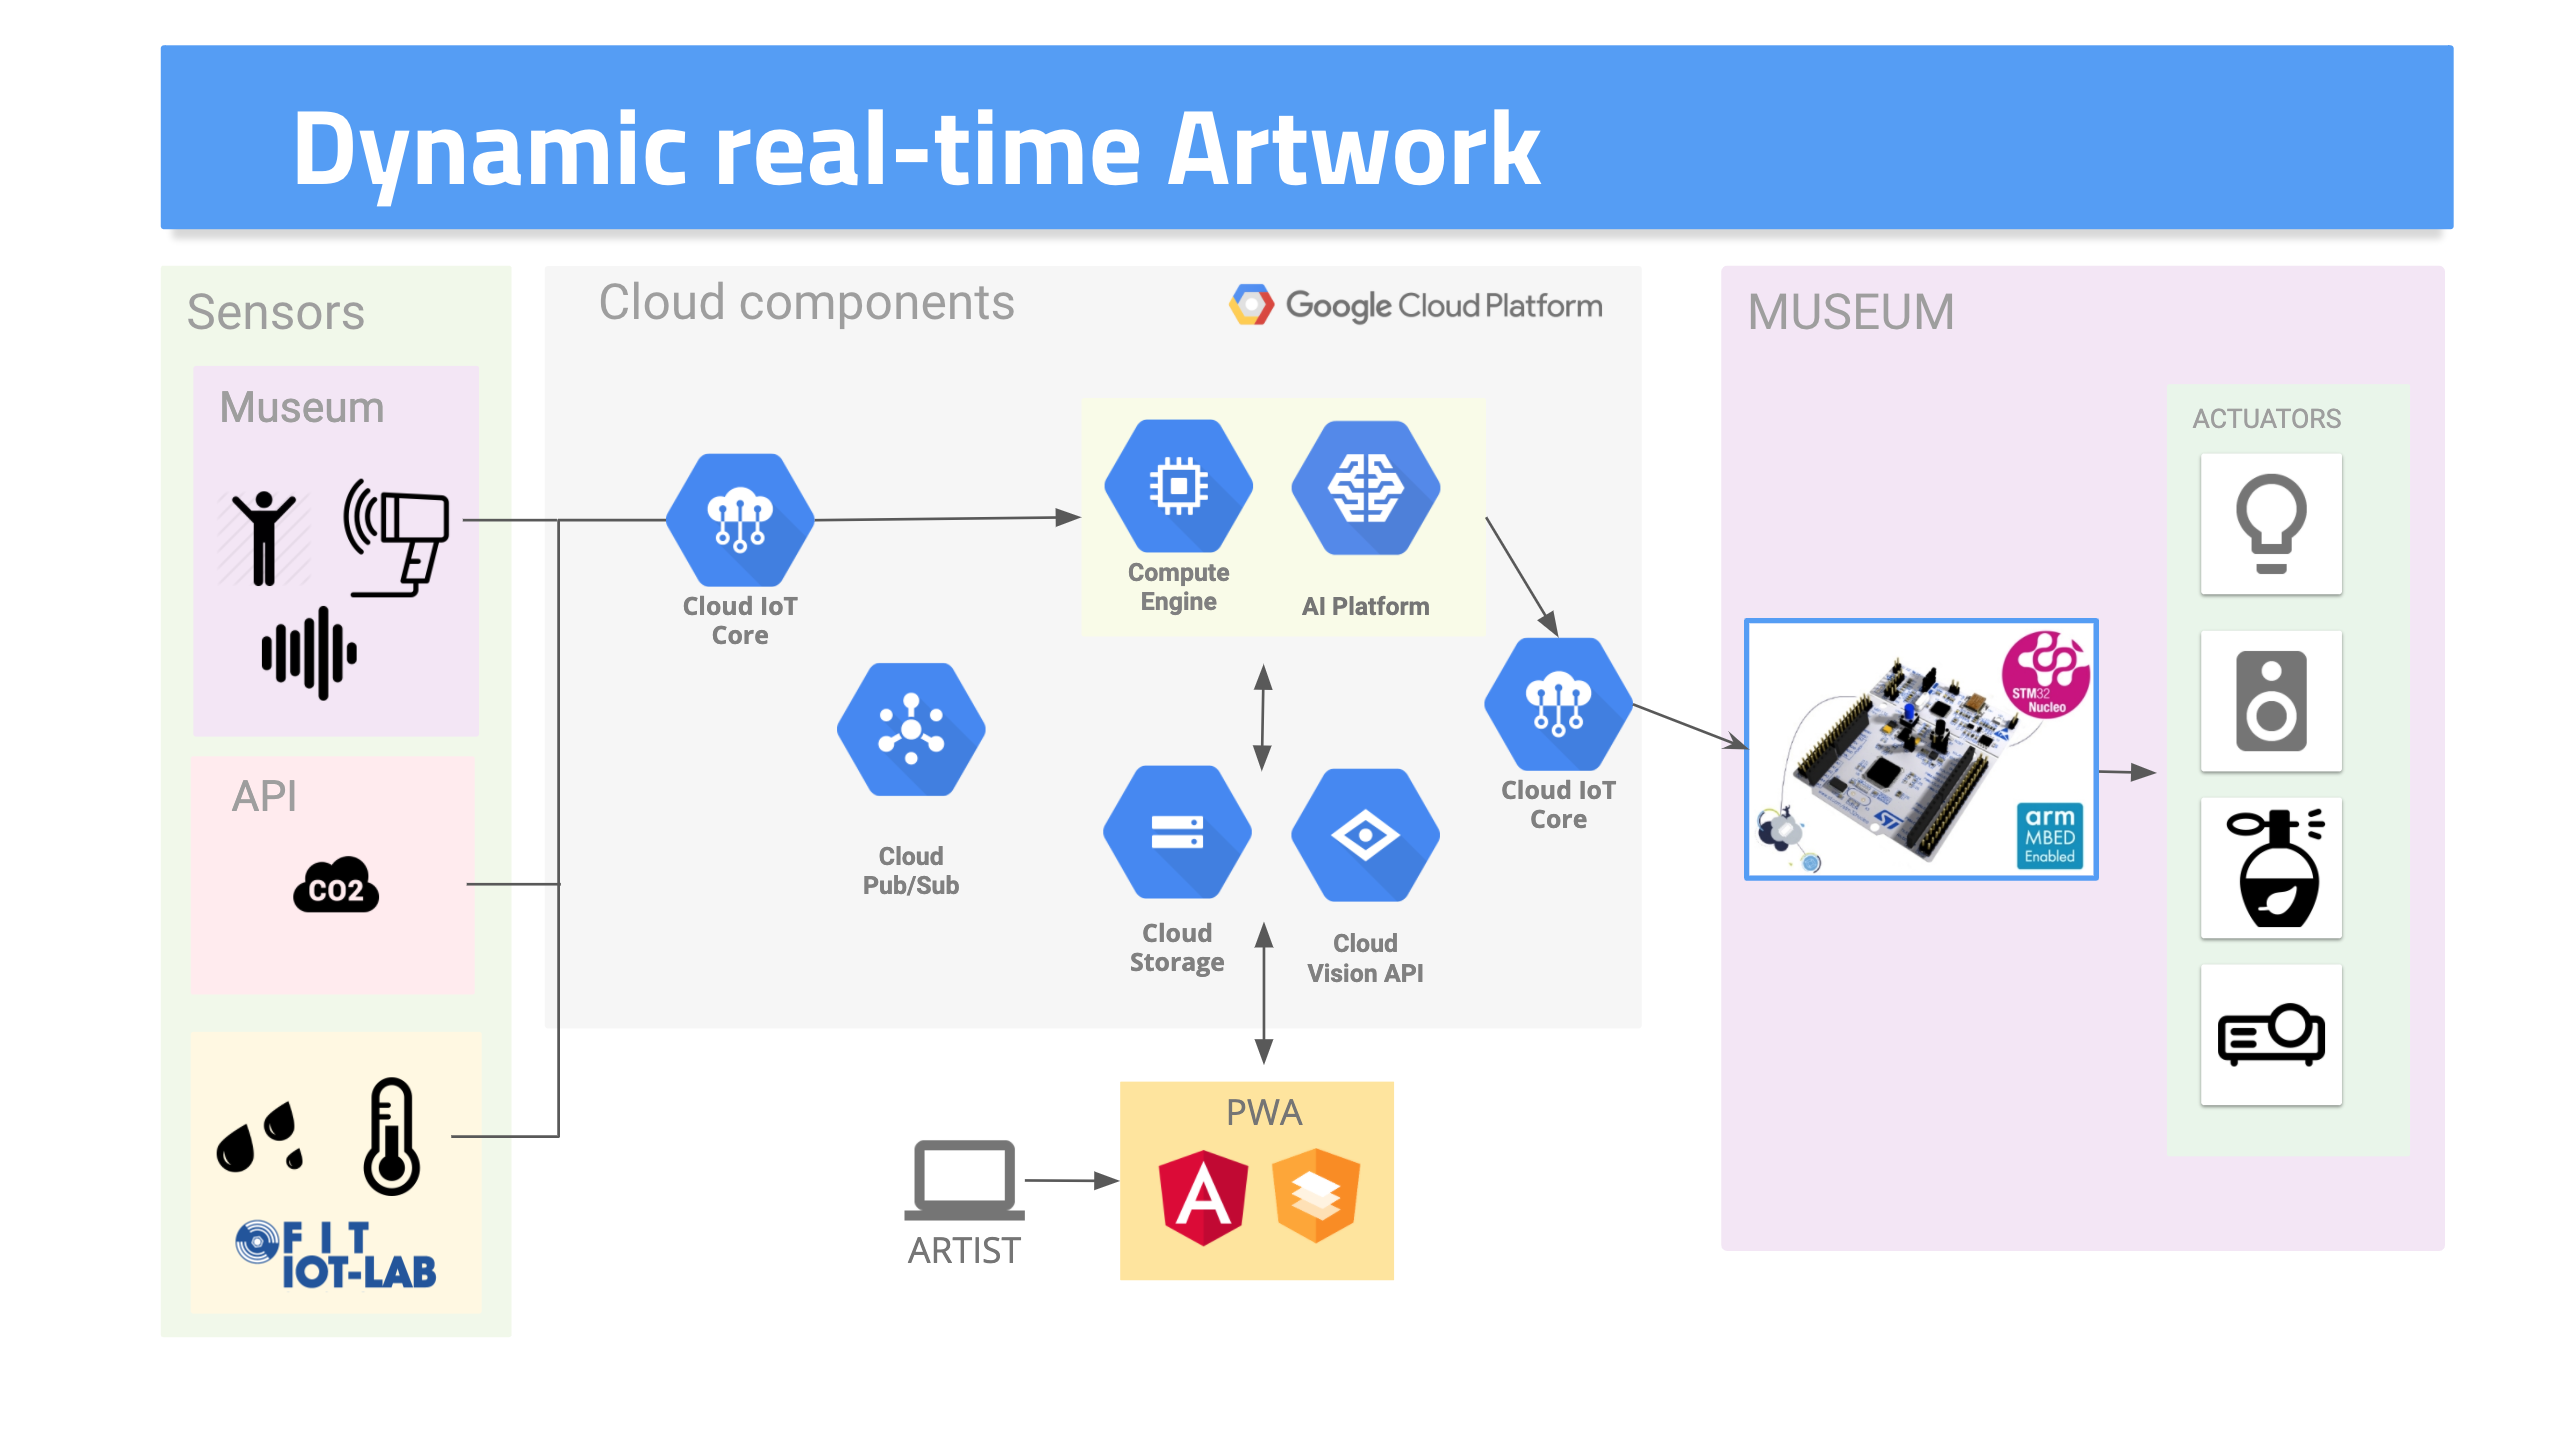 Dynamic real-time Artwork
Sensors
Museum
API
CO2
FIT
IOT-LAB
Cloud components
Google Cloud Platform
Cloud IoT
Core
Compute
Engine
AI Platform
Cloud
Pub/Sub
Cloud
Storage
Cloud
Vision API
Cloud IoT
Core
PWA
ARTIST
MUSEUM
STM32
Nucleo
ST
arm
MBED
Enabled
ACTUATORS